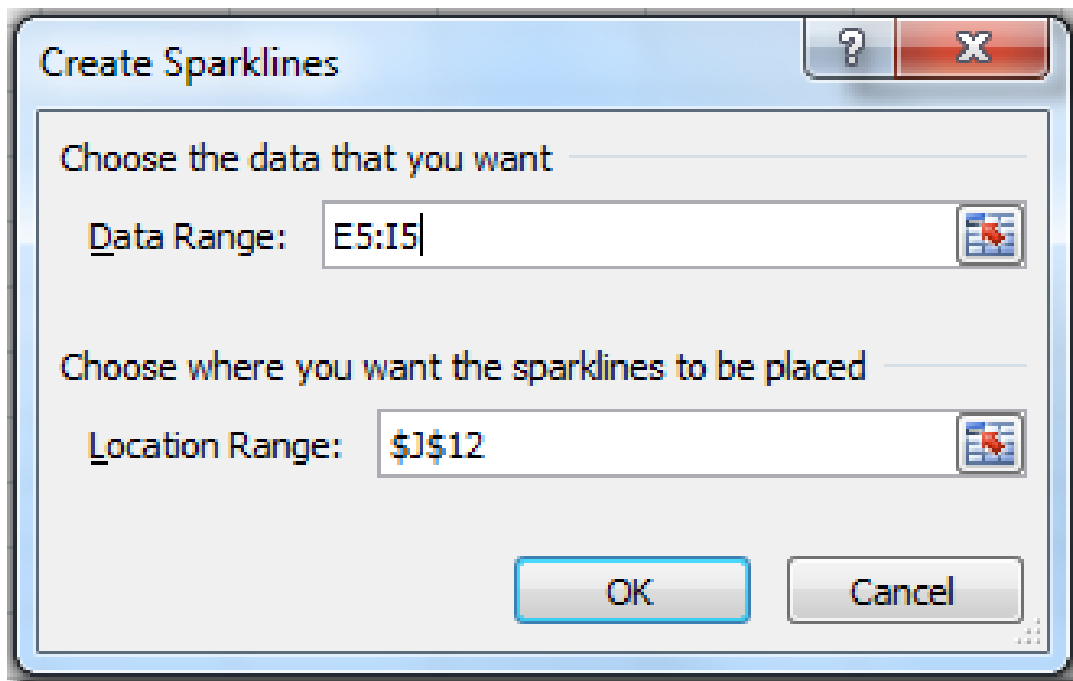 Create Sparklines
?
Choose the data that you want
Data Range: E5:I5
Choose where you want the sparklines to be placed
Location Range: $J$12
OK Cancel